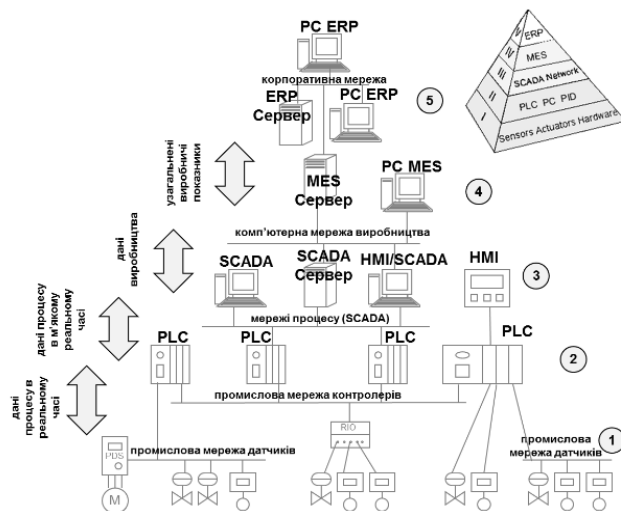 PC ERP
корпоративна мережа
ERP
Сервер
PC ERP
5
V ERP
IV MES
III SCADA Network
II PLC PC PID
I Sensors Actuators Hardware
узагальнені
виробничі
показники
MES
Сервер
PC MES
4
комп'ютерна мережа виробництва
дані
виробництва
SCADA
SCADA
Сервер
HMI/SCADA
HMI
3
мережі процесу (SCADA)
дані процесу
в м'якому
реальному
часі
PLC
PLC
PLC
PLC
2
промислова мережа контролерів
дані
процесу в
реальному
часі
RIO
PDS
промислова мережа датчиків
промислова
мережа датчиків
1
M